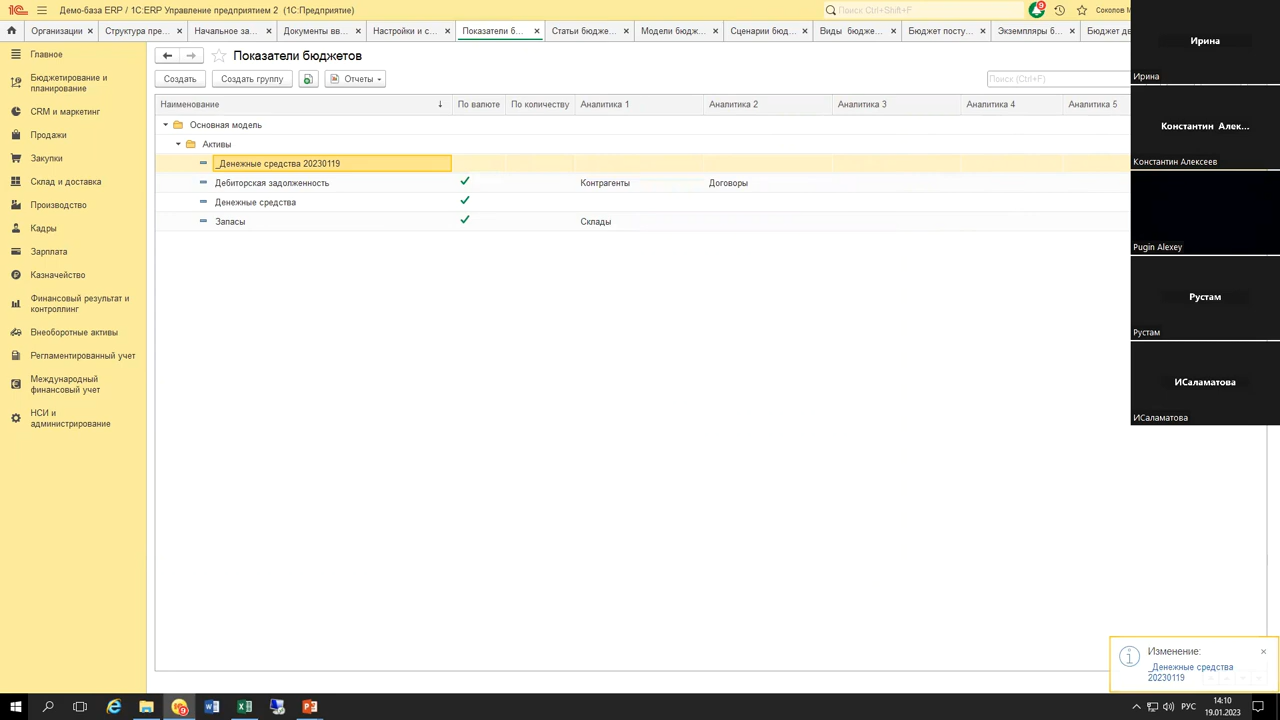 Демо-база ERP / 1С:ERP Управление предприятием 2 (1С:Предприятие)
Поиск Ctrl+Shift+F
9
Соколов М
Организации ×
Структура пре... ×
Начальное за... ×
Документы вв... ×
Настройки и с... ×
Показатели б... ×
Статьи бюдже... ×
Модели бюдж... ×
Сценарии бюд... ×
Виды бюдже... ×
Бюджет посту... ×
Экземпляры б... ×
Бюджет дв
Главное
Бюджетирование и
планирование
CRM и маркетинг
Продажи
Закупки
Склад и доставка
Производство
Кадры
Зарплата
Казначейство
Финансовый результат и
контроллинг
Внеоборотные активы
Регламентированный учет
Международный
финансовый учет
НСИ и
администрирование
Показатели бюджетов
Создать
Создать группу
Отчеты
Поиск (Ctrl+F)
Наименование ↓ По валюте По количеству Аналитика 1 Аналитика 2 Аналитика 3 Аналитика 4 Аналитика 5
Основная модель
Активы
_Денежные средства 20230119
Дебиторская задолженность Контрагенты Договоры
Денежные средства
Запасы Склады
Ирина
Ирина
Константин Алек...
Константин Алексеев
Pugin Alexey
Рустам
Рустам
ИСаламатова
ИСаламатова
Изменение: ×
_Денежные средства
20230119
РУС
14:10
19.01.2023